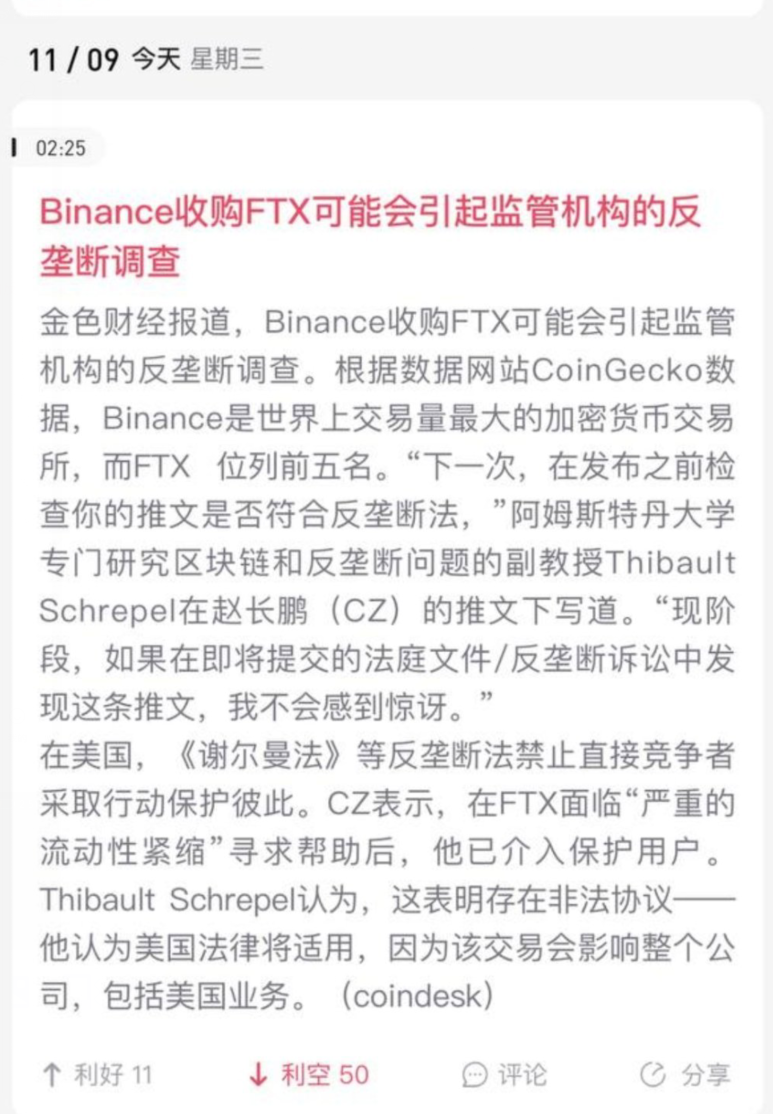 11 / 09 今天 星期三
02:25
Binance收购FTX可能会引起监管机构的反
垄断调查
金色财经报道，Binance收购FTX可能会引起监管
机构的反垄断调查。根据数据网站CoinGecko数
据，Binance是世界上交易量最大的加密货币交易
所，而FTX 位列前五名。“下一次，在发布之前检
查你的推文是否符合反垄断法，”阿姆斯特丹大学
专门研究区块链和反垄断问题的副教授Thibault
Schrepel在赵长鹏（CZ）的推文下写道。“现阶
段，如果在即将提交的法庭文件/反垄断诉讼中发
现这条推文，我不会感到惊讶。”
在美国，《谢尔曼法》等反垄断法禁止直接竞争者
采取行动保护彼此。CZ表示，在FTX面临“严重的
流动性紧缩”寻求帮助后，他已介入保护用户。
Thibault Schrepel认为，这表明存在非法协议——
他认为美国法律将适用，因为该交易会影响整个公
司，包括美国业务。（coindesk）
利好 11 利空 50 评论 分享